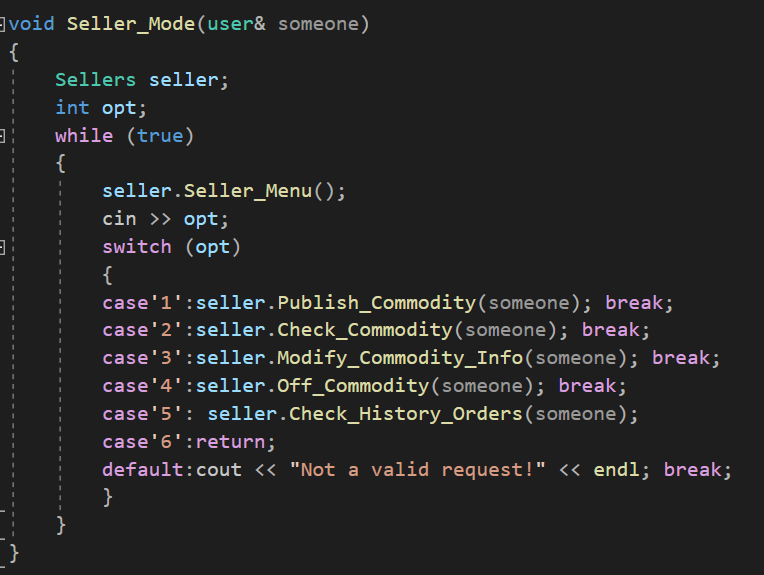 void Seller_Mode(user& someone)
{
    Sellers seller;
    int opt;
    while (true)
    {
        seller.Seller_Menu();
        cin >> opt;
        switch (opt)
        {
        case'1':seller.Publish_Commodity(someone); break;
        case'2':seller.Check_Commodity(someone); break;
        case'3':seller.Modify_Commodity_Info(someone); break;
        case'4':seller.Off_Commodity(someone); break;
        case'5': seller.Check_History_Orders(someone);
        case'6':return;
        default:cout << "Not a valid request!" << endl; break;
        }
    }
}